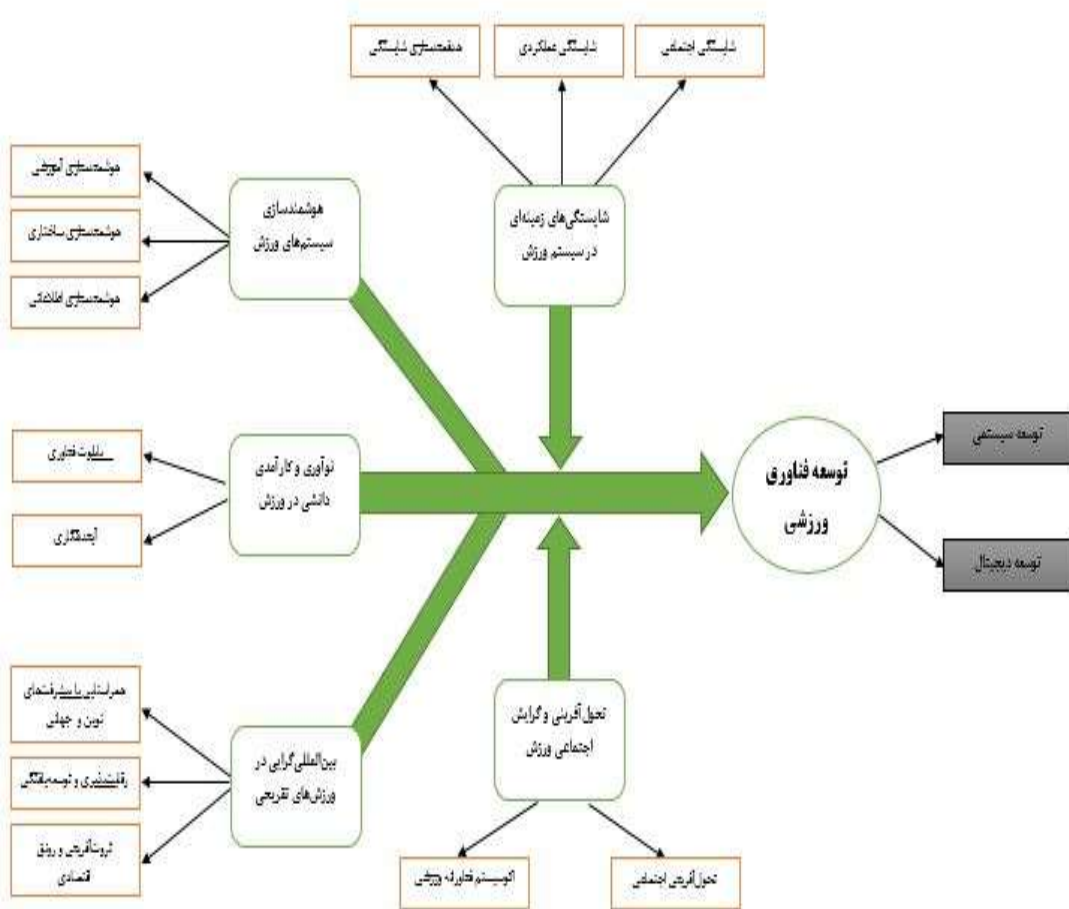 شایستگی اجتماعی
شایستگی عملکردی
شایستگی
شایستگی‌های زمینه‌ای
در سیستم ورزش
هوشمندسازی
سیستم‌های ورزش
هوشمندسازی آموزشی
هوشمندسازی ساختاری
هوشمندسازی اطلاعاتی
نوآوری و کارآمدی
دانشی در ورزش
فناوری
آینده‌نگاری
توسعه فناوری
ورزشی
توسعه سیستمی
توسعه دیجیتال
بین‌المللی‌گرایی در
ورزش‌های تفریحی
همراستایی با پیشرفت‌های
نوین و جهانی
رقابت‌پذیری و توسعه‌یافتگی
ثروت‌آفرینی و رونق
اقتصادی
تحول‌آفرینی و گرایش
اجتماعی ورزش
تحول‌آفرینی اجتماعی
اکوسیستم فناورانه ورزشی